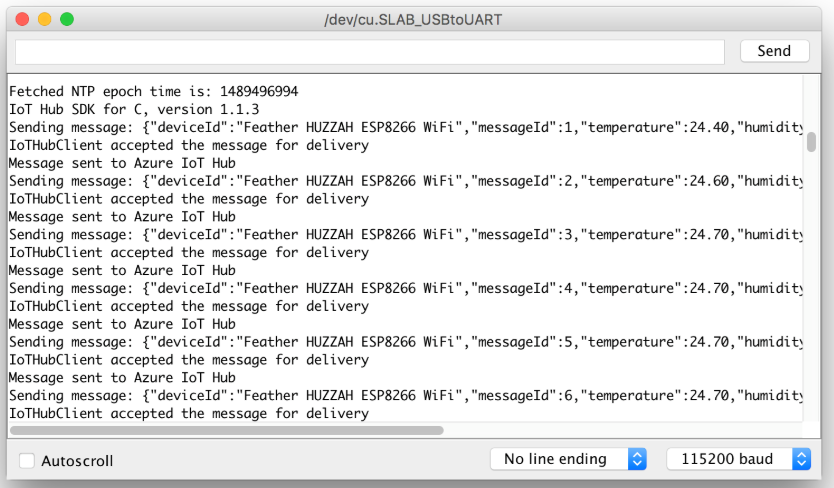 /dev/cu.SLAB_USBtoUART
Send
Fetched NTP epoch time is: 1489496994
IoT Hub SDK for C, version 1.1.3
Sending message: {"deviceId":"Feather HUZZAH ESP8266 WiFi","messageId":1,"temperature":24.40,"humidity
IoTHubClient accepted the message for delivery
Message sent to Azure IoT Hub
Sending message: {"deviceId":"Feather HUZZAH ESP8266 WiFi","messageId":2,"temperature":24.60,"humidity
IoTHubClient accepted the message for delivery
Message sent to Azure IoT Hub
Sending message: {"deviceId":"Feather HUZZAH ESP8266 WiFi","messageId":3,"temperature":24.70,"humidity
IoTHubClient accepted the message for delivery
Message sent to Azure IoT Hub
Sending message: {"deviceId":"Feather HUZZAH ESP8266 WiFi","messageId":4,"temperature":24.70,"humidity
IoTHubClient accepted the message for delivery
Message sent to Azure IoT Hub
Sending message: {"deviceId":"Feather HUZZAH ESP8266 WiFi","messageId":5,"temperature":24.70,"humidity
IoTHubClient accepted the message for delivery
Message sent to Azure IoT Hub
Sending message: {"deviceId":"Feather HUZZAH ESP8266 WiFi","messageId":6,"temperature":24.70,"humidity
IoTHubClient accepted the message for delivery
Autoscroll
No line ending
115200 baud